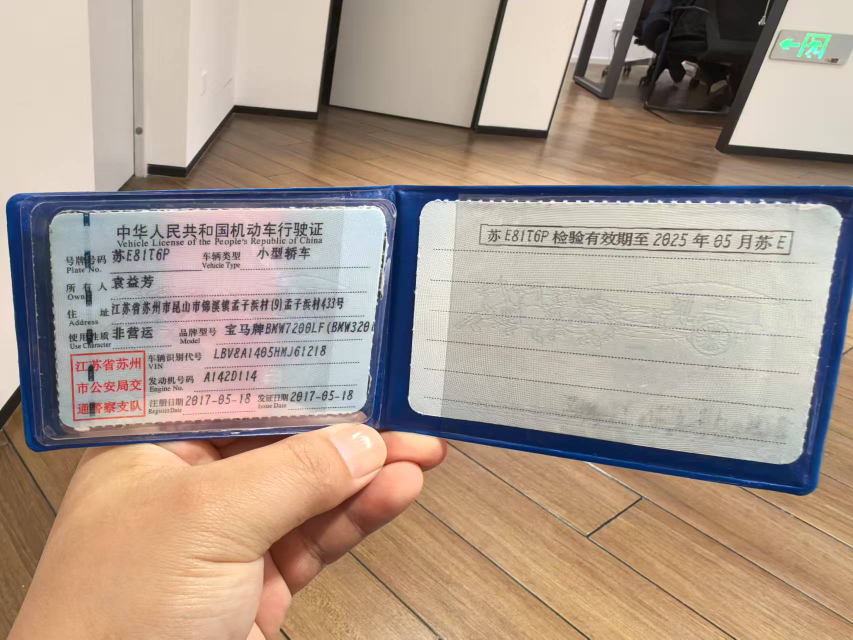 中华人民共和国机动车行驶证
Vehicle License of the People's Republic of China
号牌号码 苏E81T6P 车辆类型 小型轿车
Plate No. Vehicle Type
所有人 袁益芳
Owner
住址 江苏省苏州市昆山市锦溪镇孟子浜村(9)孟子浜村433号
Address
使用性质 非营运 品牌型号 宝马牌BMW7200LF(BMW320l
Use Character Model
江苏省苏州
市公安局交
通警察支队
车辆识别代号 LBV8A1405HMJ61218
VIN
发动机号码 A142D114
Engine No.
注册日期 2017-05-18 发证日期 2017-05-18
Register Date Issue Date
苏E81T6P 检验有效期至 2025年05月苏E